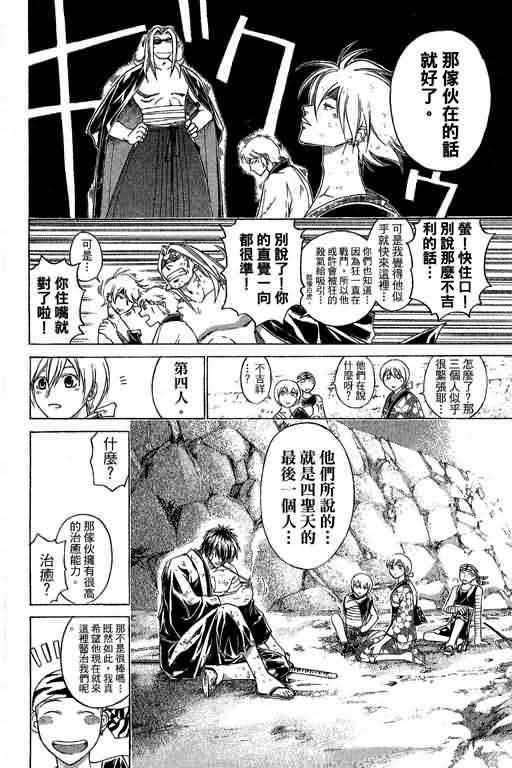 那傢伙在的話
就好了。
ギクッ
螢！快住口！
別說那麼不吉
利的話…
可是我覺得他似
乎就快來這裡…
你們也知道…
因為狂一直在
戰鬥，所以他
或許會被狂的
殺氣給吸引…
別說了！你
的直覺一向
都很準！
可是…
你住嘴就
對了啦！
怎麼了？那
三個人似乎
很緊張耶…
他們在說
什麼呀？
不吉祥
…？
第四人。
他們所說的…
就是四聖天的
最後一個人…
什麼？
那傢伙擁有很高
的治癒能力。
治癒？
那不是很棒嗎…
既然如此，我真
希望他現在就來
這裡醫治我們呢